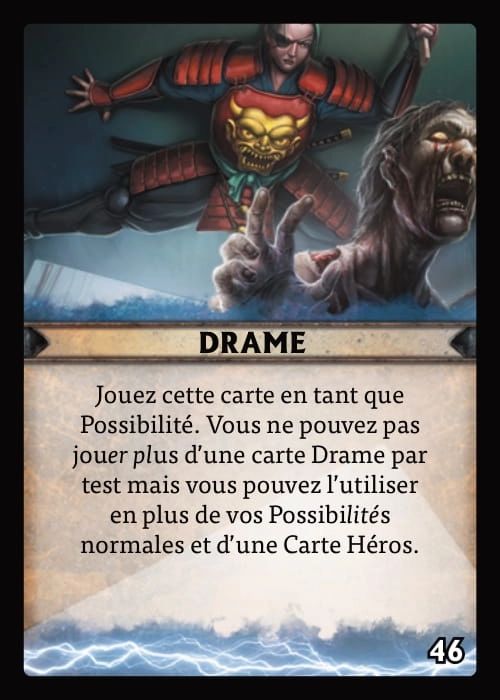 DRAME
Jouez cette carte en tant que
Possibilité. Vous ne pouvez pas
jouer plus d'une carte Drame par
test mais vous pouvez l'utiliser
en plus de vos Possibilités
normales et d'une Carte Héros.
46